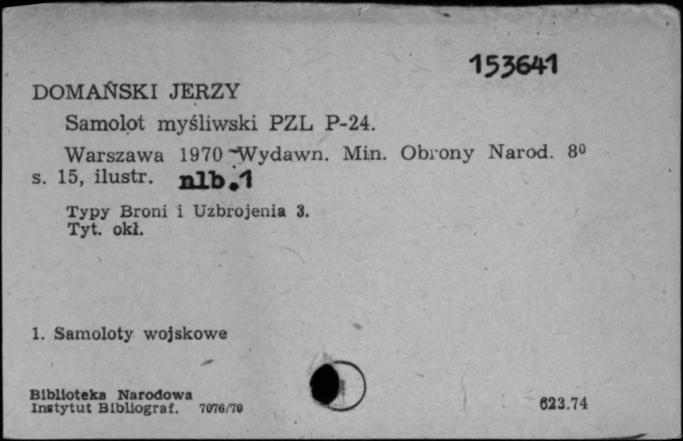 153641
DOMAŃSKI JERZY
Samolot myśliwski PZL P-24.
Warszawa 1970 Wydawn. Min. Obrony Narod. 8⁰
s. 15, ilustr. nlb.1
Typy Broni i Uzbrojenia 3.
Tyt. okł.
1. Samoloty wojskowe
Biblioteka Narodowa
Instytut Bibliograf. 7076/70
623.74